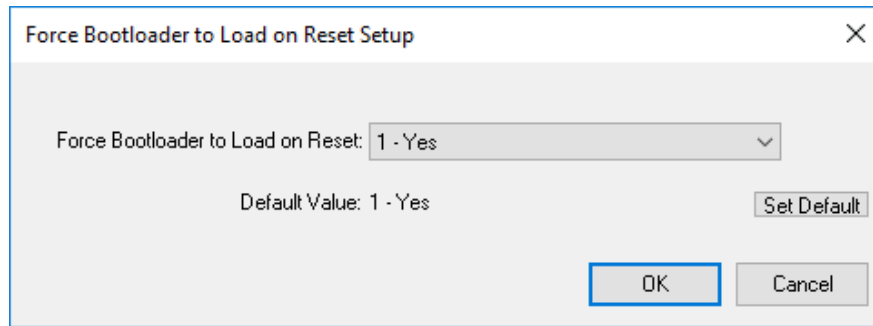 Force Bootloader to Load on Reset Setup
Force Bootloader to Load on Reset: 1 - Yes
Default Value: 1 - Yes Set Default
OK Cancel